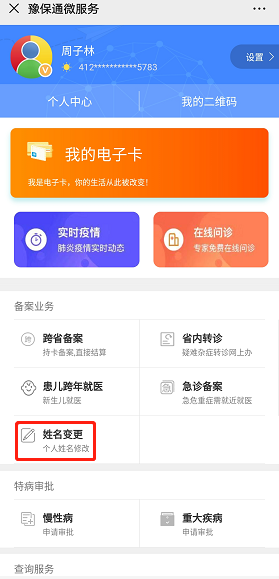 豫保通微服务
周子林
412***********5783
设置
个人中心
我的二维码
我的电子卡
我是电子卡，你的生活从此被改变！
实时疫情
肺炎疫情实时动态
在线问诊
专家免费在线问诊
备案业务
跨省备案
持卡备案,直接结算
省内转诊
疑难杂症转诊网上办
患儿跨年就医
新生儿就医
急诊备案
急危重症需就近就医
姓名变更
个人姓名修改
特病审批
慢性病
申请审批
重大疾病
申请审批
查询服务